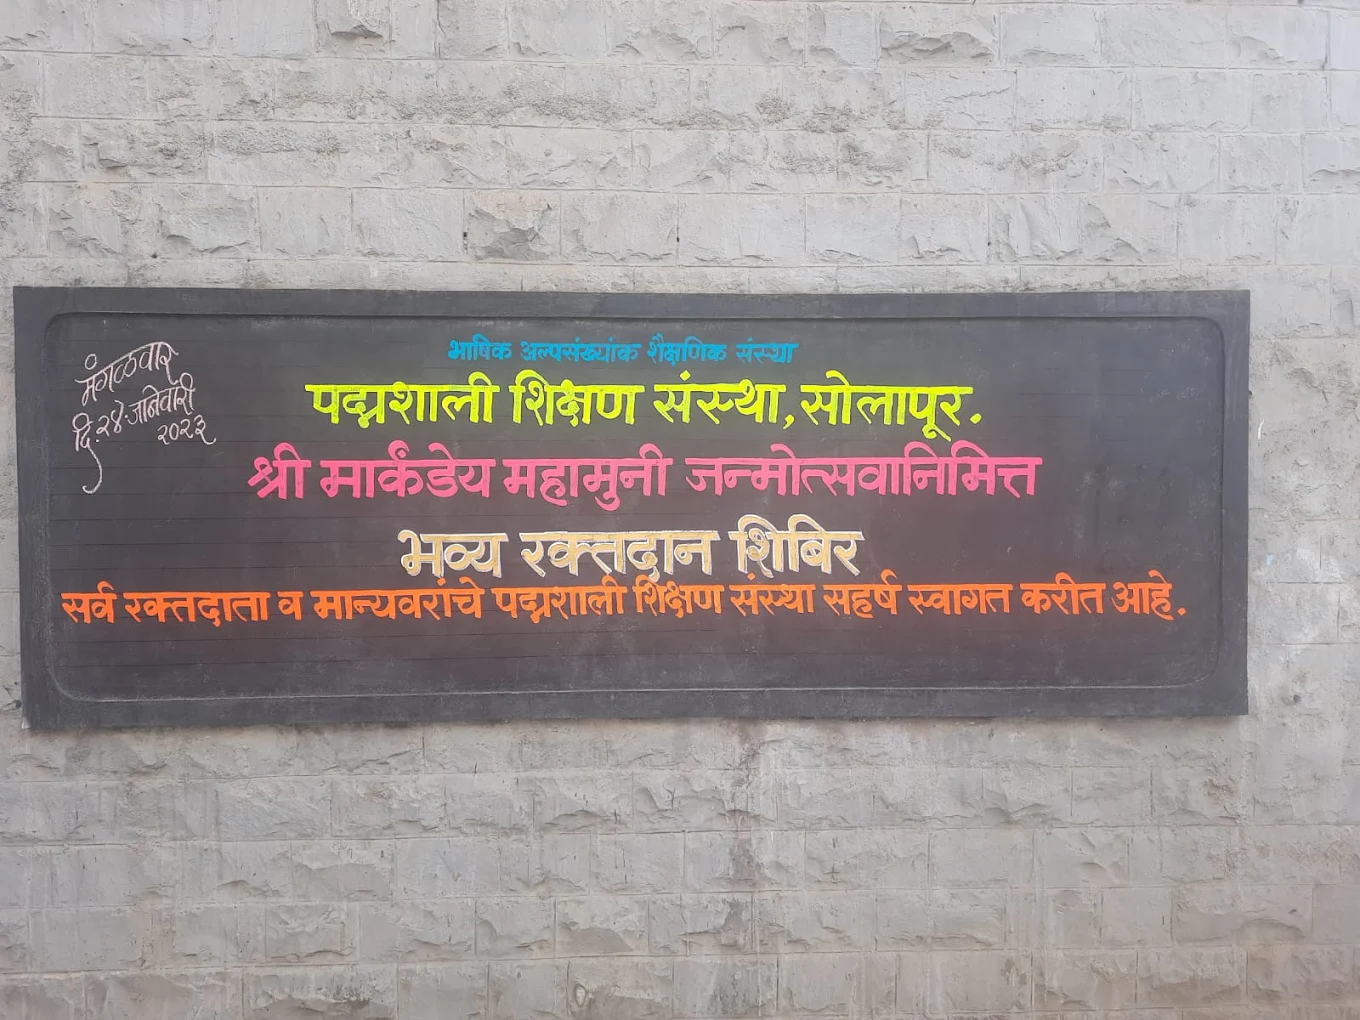 मंगळवार
दि. २४ जानेवारी
२०२३
भाषिक अल्पसंख्यांक शैक्षणिक संस्था
पद्मशाली शिक्षण संस्था, सोलापूर.
श्री मार्कंडेय महामुनी जन्मोत्सवानिमित्त
भव्य रक्तदान शिबिर
सर्व रक्तदाता व मान्यवरांचे पद्मशाली शिक्षण संस्था सहर्ष स्वागत करीत आहे.